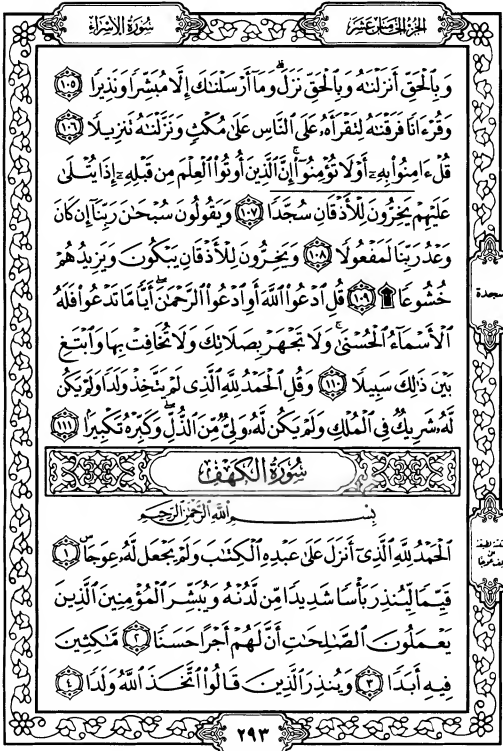 سورة الإسراء
الجزء الخامس عشر
وَبِٱلْحَقِّ أَنزَلْنَٰهُ وَبِٱلْحَقِّ نَزَلَ ۗ وَمَآ أَرْسَلْنَٰكَ إِلَّا مُبَشِّرًا وَنَذِيرًا ١٠٥
وَقُرْءَانًا فَرَقْنَٰهُ لِتَقْرَأَهُۥ عَلَى ٱلنَّاسِ عَلَىٰ مُكْثٍ وَنَزَّلْنَٰهُ تَنزِيلًا ١٠٦
قُلْ ءَامِنُوا۟ بِهِۦٓ أَوْ لَا تُؤْمِنُوٓا۟ ۚ إِنَّ ٱلَّذِينَ أُوتُوا۟ ٱلْعِلْمَ مِن قَبْلِهِۦٓ إِذَا يُتْلَىٰ
عَلَيْهِمْ يَخِرُّونَ لِلْأَذْقَانِ سُجَّدًا ١٠٧ وَيَقُولُونَ سُبْحَٰنَ رَبِّنَآ إِن كَانَ
وَعْدُ رَبِّنَا لَمَفْعُولًا ١٠٨ وَيَخِرُّونَ لِلْأَذْقَانِ يَبْكُونَ وَيَزِيدُهُمْ
خُشُوعًا ۩ ١٠٩ قُلِ ٱدْعُوا۟ ٱللَّهَ أَوِ ٱدْعُوا۟ ٱلرَّحْمَٰنَ ۖ أَيًّا مَّا تَدْعُوا۟ فَلَهُ
ٱلْأَسْمَآءُ ٱلْحُسْنَىٰ ۚ وَلَا تَجْهَرْ بِصَلَاتِكَ وَلَا تُخَافِتْ بِهَا وَٱبْتَغِ
بَيْنَ ذَٰلِكَ سَبِيلًا ١١٠ وَقُلِ ٱلْحَمْدُ لِلَّهِ ٱلَّذِى لَمْ يَتَّخِذْ وَلَدًا وَلَمْ يَكُن
لَّهُۥ شَرِيكٌ فِى ٱلْمُلْكِ وَلَمْ يَكُن لَّهُۥ وَلِىٌّ مِّنَ ٱلذُّلِّ ۖ وَكَبِّرْهُ تَكْبِيرًا ١١١
سورة الكهف
بِسْمِ ٱللَّهِ ٱلرَّحْمَٰنِ ٱلرَّحِيمِ
ٱلْحَمْدُ لِلَّهِ ٱلَّذِىٓ أَنزَلَ عَلَىٰ عَبْدِهِ ٱلْكِتَٰبَ وَلَمْ يَجْعَل لَّهُۥ عِوَجَا ۜ ١
قَيِّمًا لِّيُنذِرَ بَأْسًا شَدِيدًا مِّن لَّدُنْهُ وَيُبَشِّرَ ٱلْمُؤْمِنِينَ ٱلَّذِينَ
يَعْمَلُونَ ٱلصَّٰلِحَٰتِ أَنَّ لَهُمْ أَجْرًا حَسَنًا ٢ مَّٰكِثِينَ
فِيهِ أَبَدًا ٣ وَيُنذِرَ ٱلَّذِينَ قَالُوا۟ ٱتَّخَذَ ٱللَّهُ وَلَدًا ٤
سجدة
٢٩٣